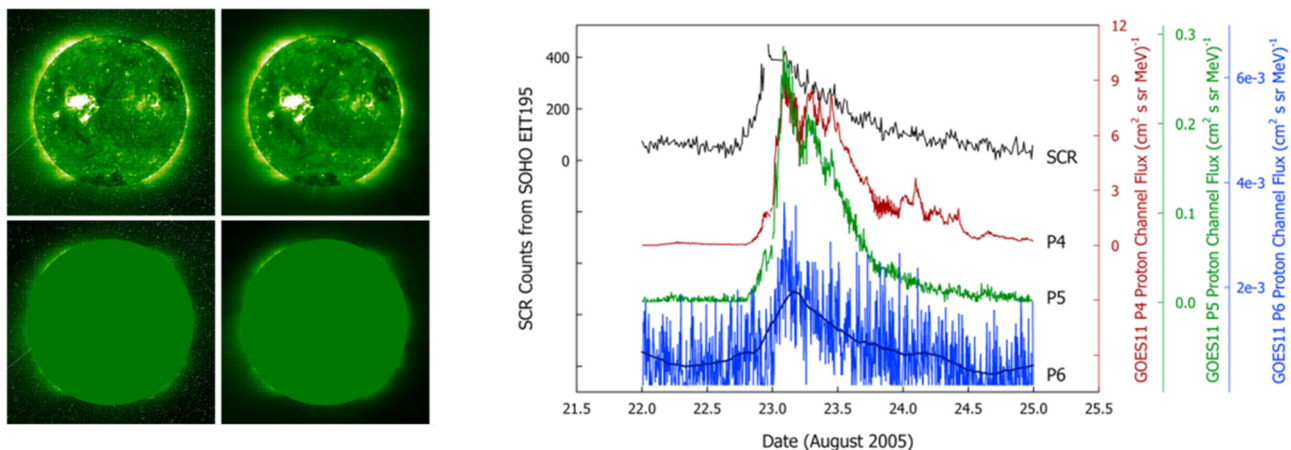 SCR Counts from SOHO EIT195
400
200
0
SCR
P4
P5
P6
21.5 22.0 22.5 23.0 23.5 24.0 24.5 25.0 25.5
Date (August 2005)
12
9
6
3
0
GOES11 P4 Proton Channel Flux (cm² s sr MeV)⁻¹
0.3
0.2
0.1
0.0
GOES11 P5 Proton Channel Flux (cm² s sr MeV)⁻¹
6e-3
4e-3
2e-3
GOES11 P6 Proton Channel Flux (cm² s sr MeV)⁻¹